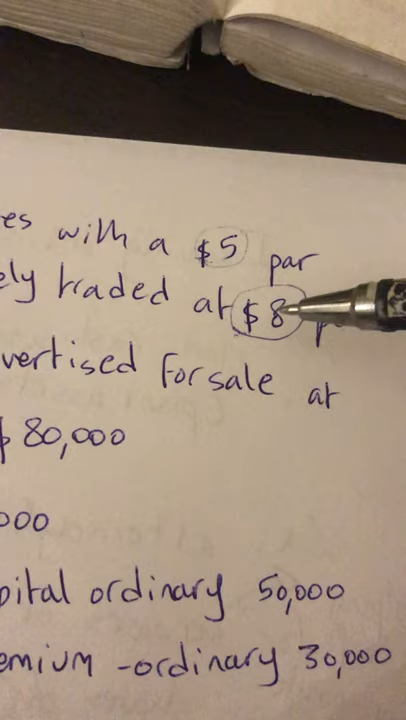 es with a $5 par
ely traded at $8 p
vertised for sale at
$ 80,000
000
pital ordinary 50,000
emium - ordinary 30,000